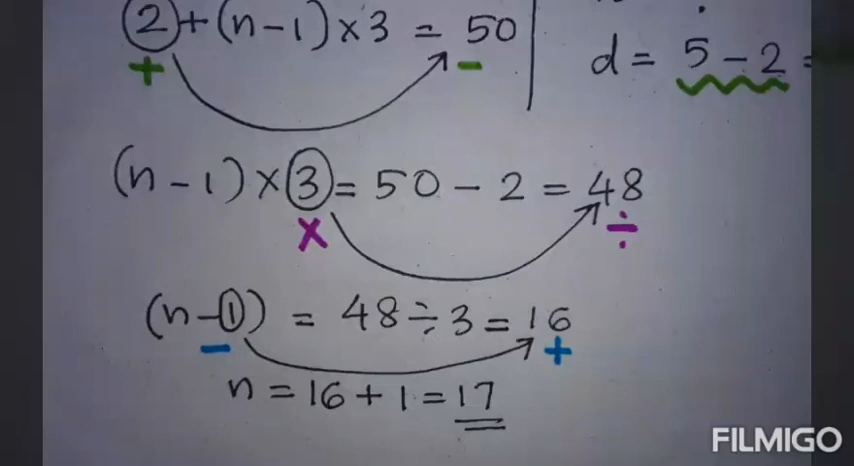 2 + (n - 1) × 3 = 50
+ -
d = 5 - 2 =
(n - 1) × 3 = 50 - 2 = 48
× ÷
(n - 1) = 48 ÷ 3 = 16
- +
n = 16 + 1 = 17
FILMIGO